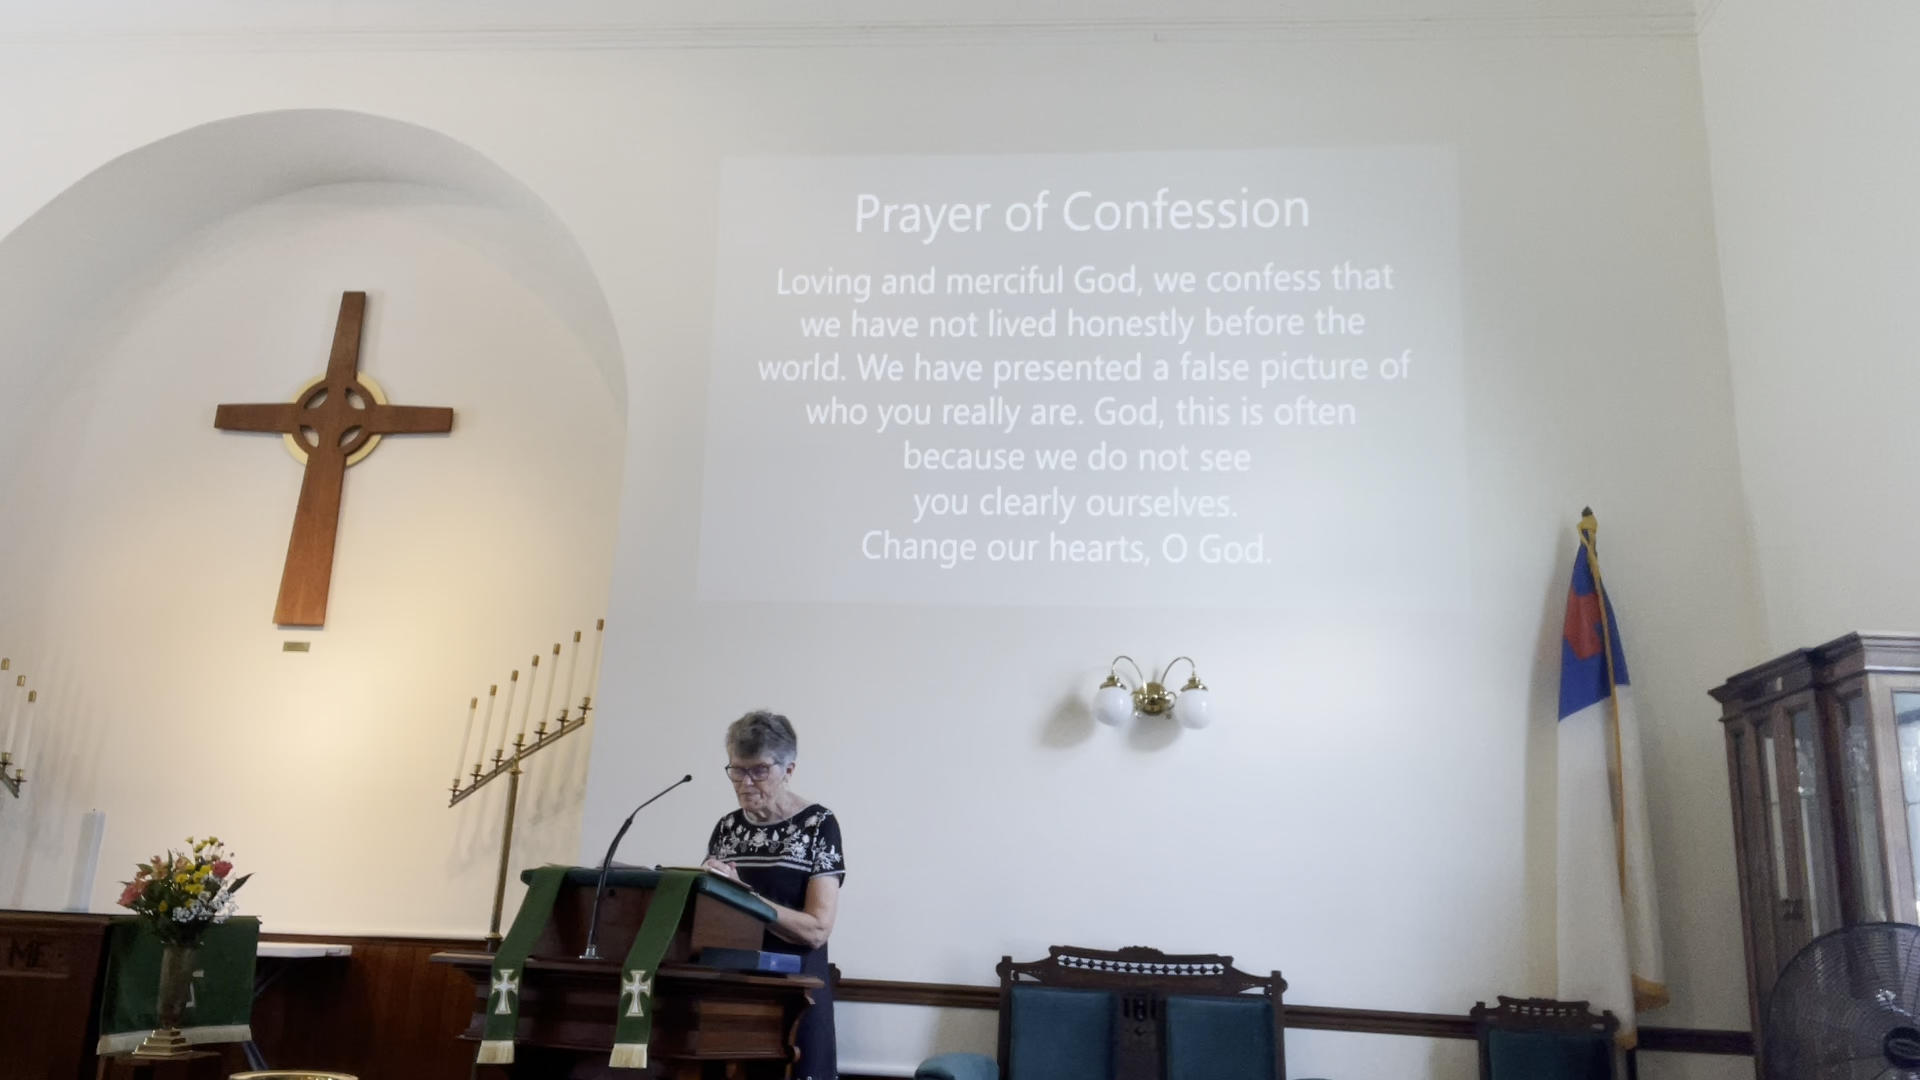 Prayer of Confession
Loving and merciful God, we confess that
we have not lived honestly before the
world. We have presented a false picture of
who you really are. God, this is often
because we do not see
you clearly ourselves.
Change our hearts, O God.
ME